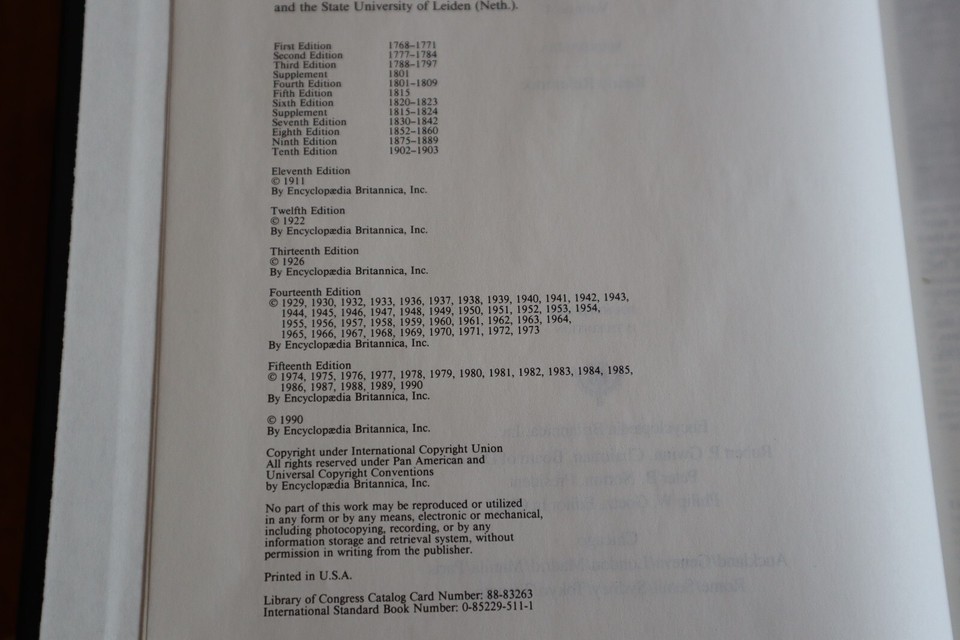 and the State University of Leiden (Neth.).
First Edition 1768–1771
Second Edition 1777–1784
Third Edition 1788–1797
Supplement 1801
Fourth Edition 1801–1809
Fifth Edition 1815
Sixth Edition 1820–1823
Supplement 1815–1824
Seventh Edition 1830–1842
Eighth Edition 1852–1860
Ninth Edition 1875–1889
Tenth Edition 1902–1903
Eleventh Edition
© 1911
By Encyclopædia Britannica, Inc.
Twelfth Edition
© 1922
By Encyclopædia Britannica, Inc.
Thirteenth Edition
© 1926
By Encyclopædia Britannica, Inc.
Fourteenth Edition
© 1929, 1930, 1932, 1933, 1936, 1937, 1938, 1939, 1940, 1941, 1942, 1943,
1944, 1945, 1946, 1947, 1948, 1949, 1950, 1951, 1952, 1953, 1954,
1955, 1956, 1957, 1958, 1959, 1960, 1961, 1962, 1963, 1964,
1965, 1966, 1967, 1968, 1969, 1970, 1971, 1972, 1973
By Encyclopædia Britannica, Inc.
Fifteenth Edition
© 1974, 1975, 1976, 1977, 1978, 1979, 1980, 1981, 1982, 1983, 1984, 1985,
1986, 1987, 1988, 1989, 1990
By Encyclopædia Britannica, Inc.
© 1990
By Encyclopædia Britannica, Inc.
Copyright under International Copyright Union
All rights reserved under Pan American and
Universal Copyright Conventions
by Encyclopædia Britannica, Inc.
No part of this work may be reproduced or utilized
in any form or by any means, electronic or mechanical,
including photocopying, recording, or by any
information storage and retrieval system, without
permission in writing from the publisher.
Printed in U.S.A.
Library of Congress Catalog Card Number: 88-83263
International Standard Book Number: 0-85229-511-1